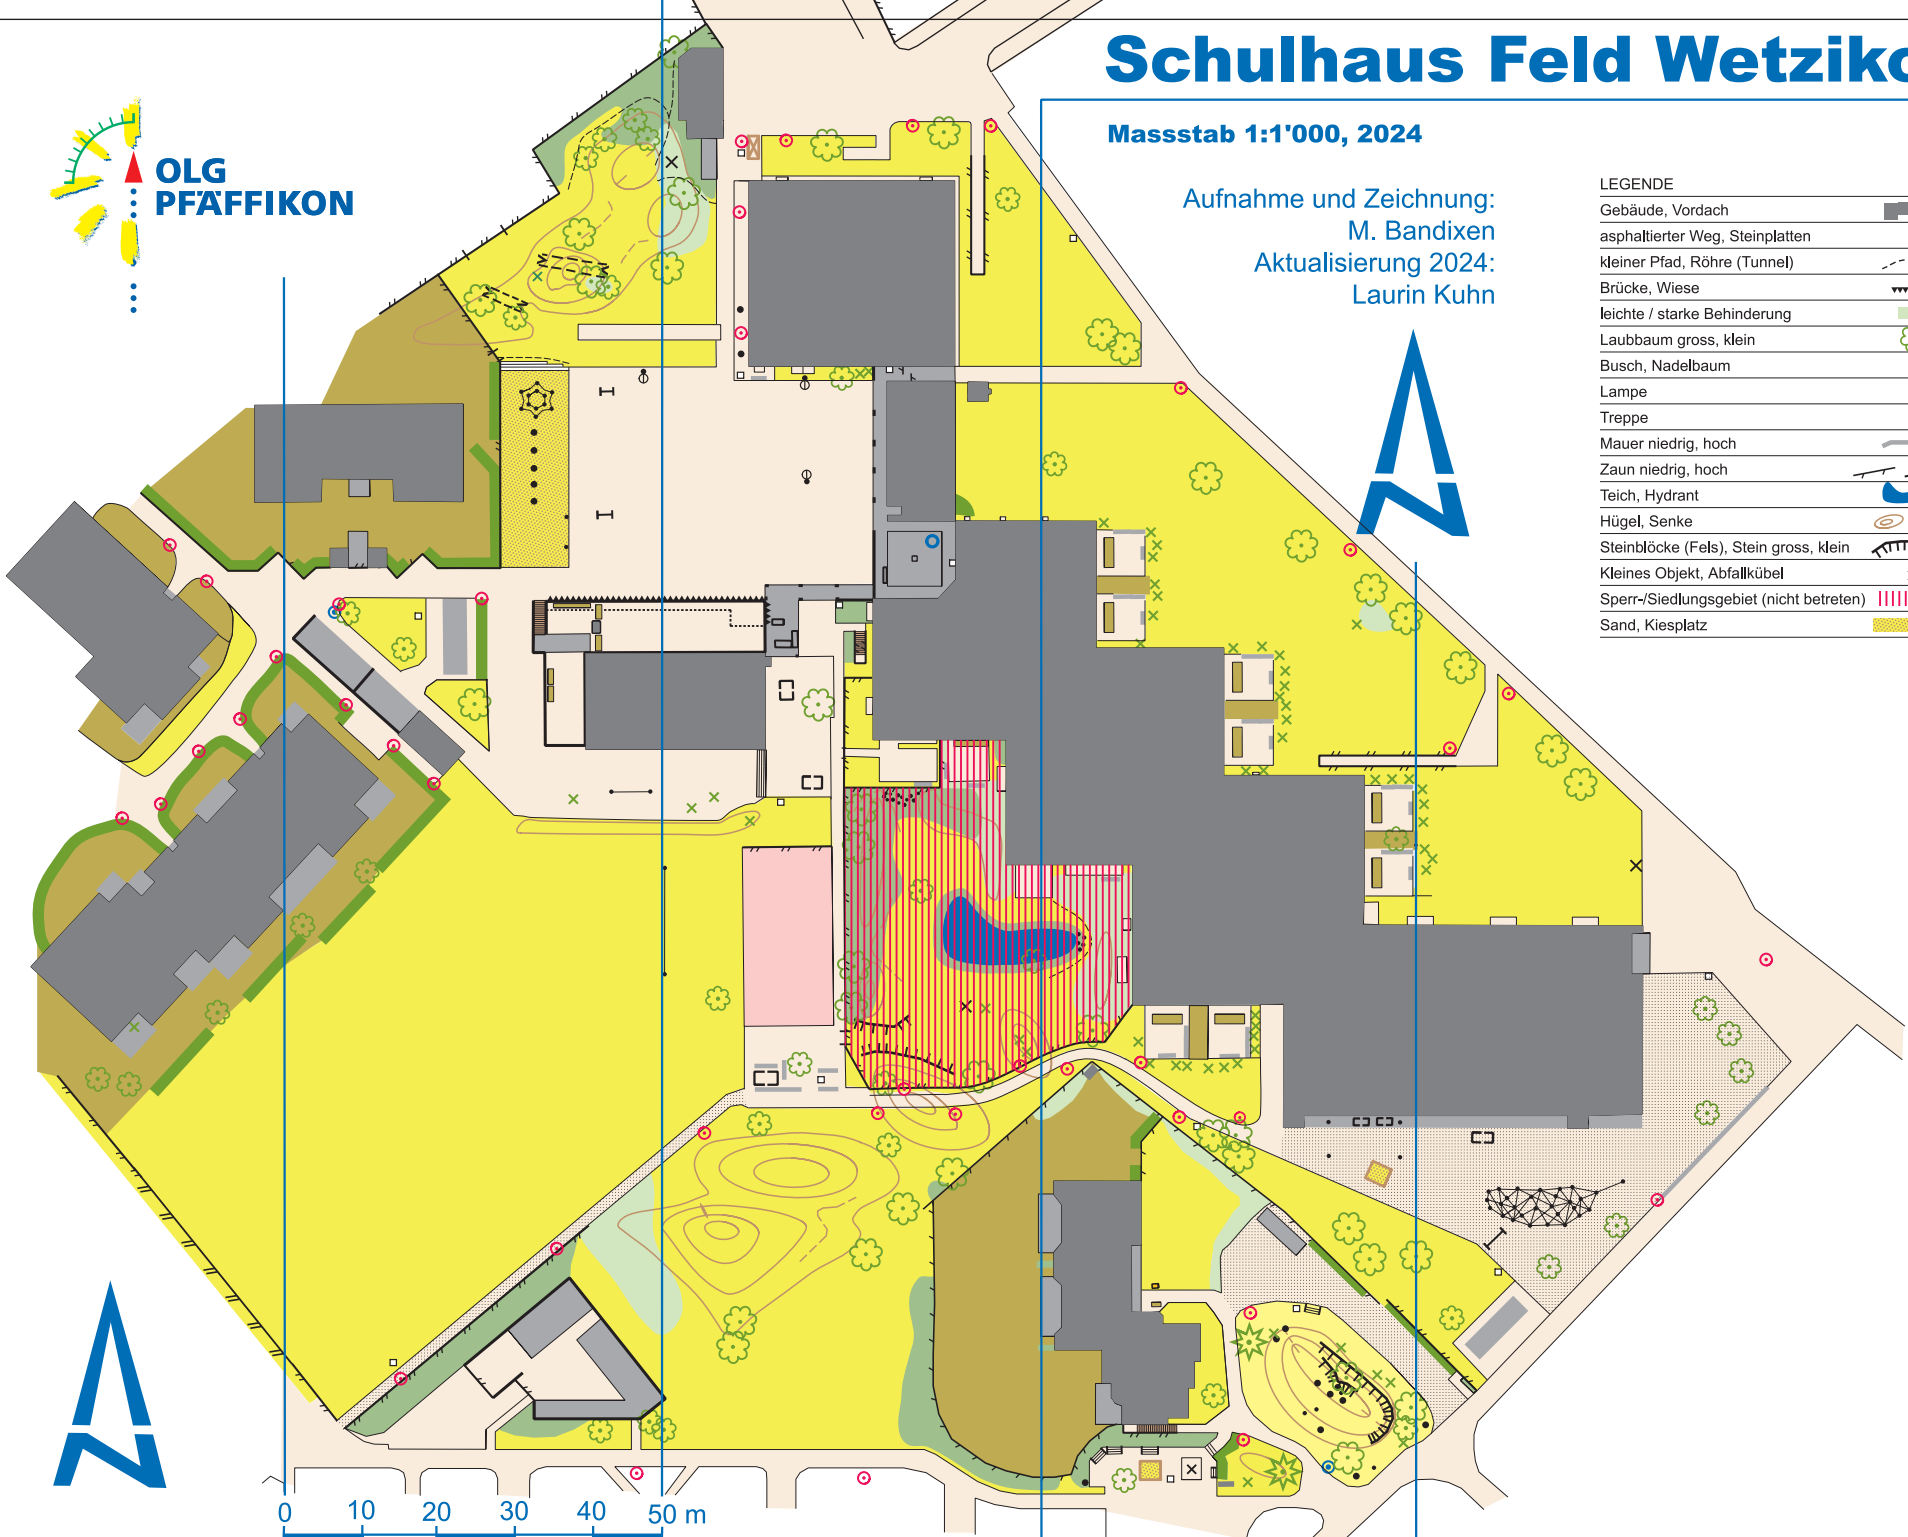 Schulhaus Feld Wetziko
Massstab 1:1'000, 2024
OLG
PFÄFFIKON
Aufnahme und Zeichnung:
M. Bandixen
Aktualisierung 2024:
Laurin Kuhn
LEGENDE
Gebäude, Vordach
asphaltierter Weg, Steinplatten
kleiner Pfad, Röhre (Tunnel)
Brücke, Wiese
leichte / starke Behinderung
Laubbaum gross, klein
Busch, Nadelbaum
Lampe
Treppe
Mauer niedrig, hoch
Zaun niedrig, hoch
Teich, Hydrant
Hügel, Senke
Steinblöcke (Fels), Stein gross, klein
Kleines Objekt, Abfallkübel
Sperr-/Siedlungsgebiet (nicht betreten)
Sand, Kiesplatz
0 10 20 30 40 50 m